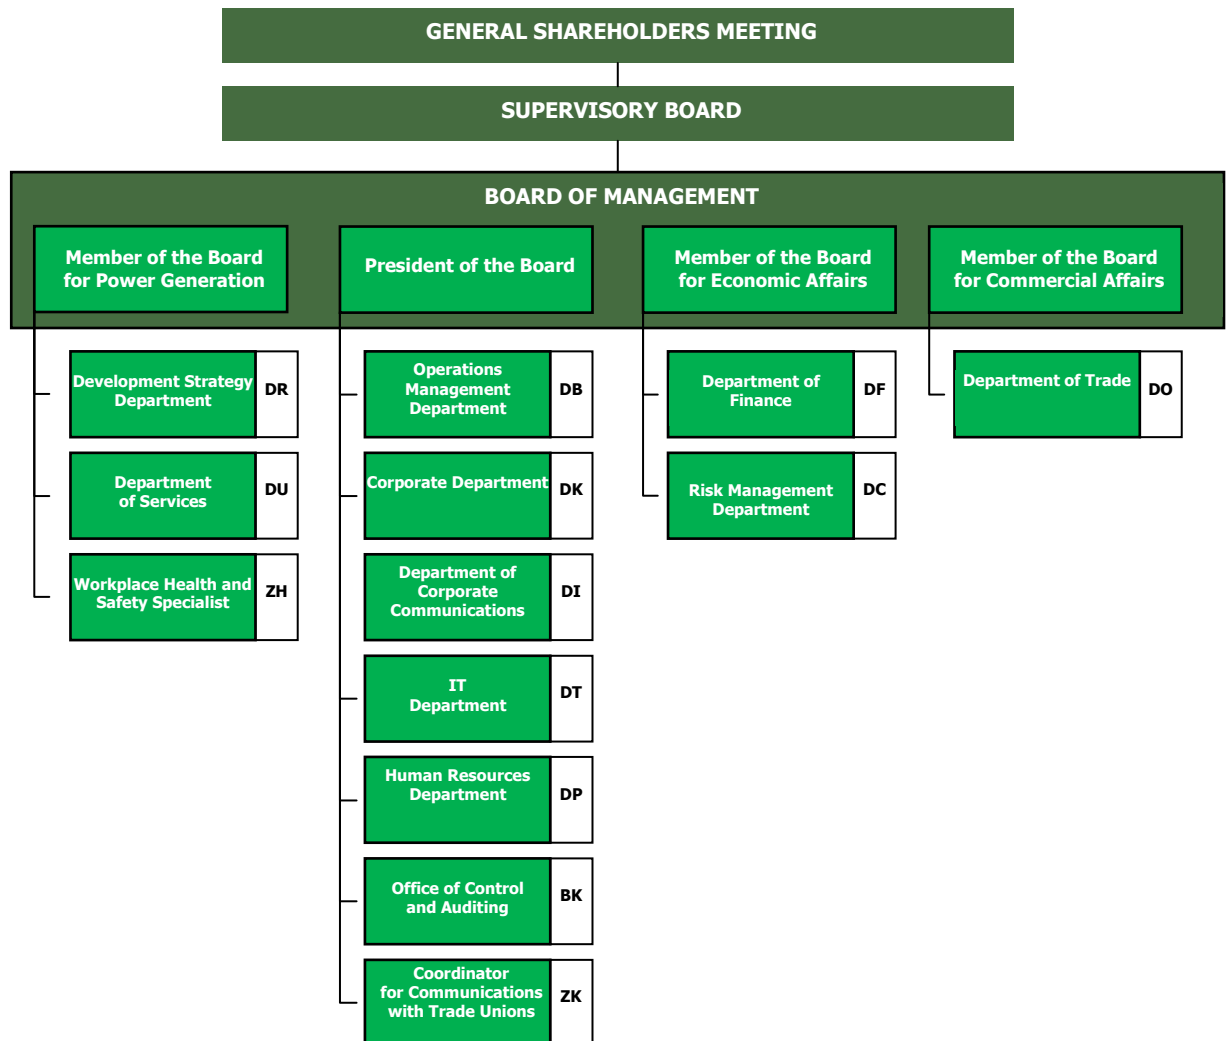 GENERAL SHAREHOLDERS MEETING
SUPERVISORY BOARD
BOARD OF MANAGEMENT
Member of the Board
for Power Generation
President of the Board
Member of the Board
for Economic Affairs
Member of the Board
for Commercial Affairs
Development Strategy
Department
DR
Department
of Services
DU
Workplace Health and
Safety Specialist
ZH
Operations
Management
Department
DB
Corporate Department
DK
Department of
Corporate
Communications
DI
IT
Department
DT
Human Resources
Department
DP
Office of Control
and Auditing
BK
Coordinator
for Communications
with Trade Unions
ZK
Department of
Finance
DF
Risk Management
Department
DC
Department of Trade
DO